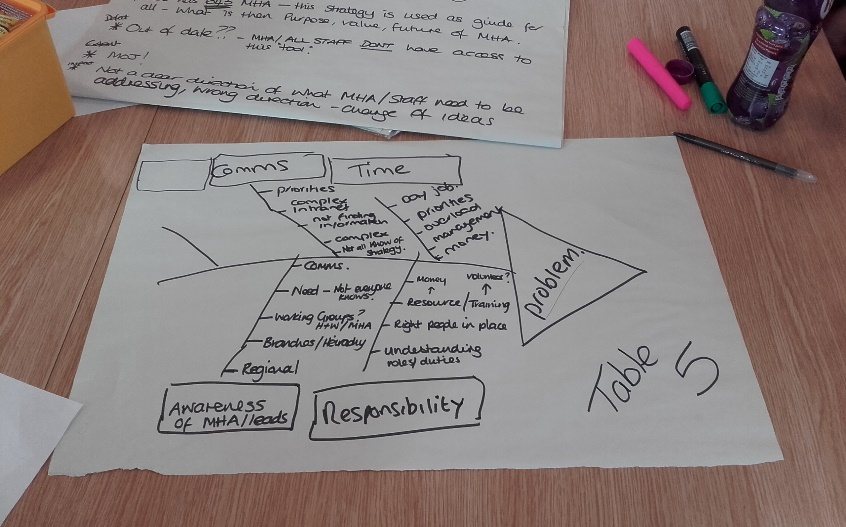 MHA - this strategy is used as giude for
all - what is then Purpose, value, future of MHA.
* Out of date?? - MHA/ALL STAFF DONT have access to
this 'tool'.
* MOJ!
* Not a clear direction of what MHA/staff need to be
addressing, wrong direction - change of ideas
Comms
Time
priorities
complex
intranet
not finding
information
complex
Not all know of
strategy.
Day job.
priorities
overload
management
money.
problem.
Comms.
Need - Not everyone
knows.
Working Groups?
H+W/MHA
Branches/Hierachy
Regional
Money
volunteer?
Resource/Training
Right people in place
understanding
roles/duties
Awareness
of MHA/leads
Responsibility
Table
5